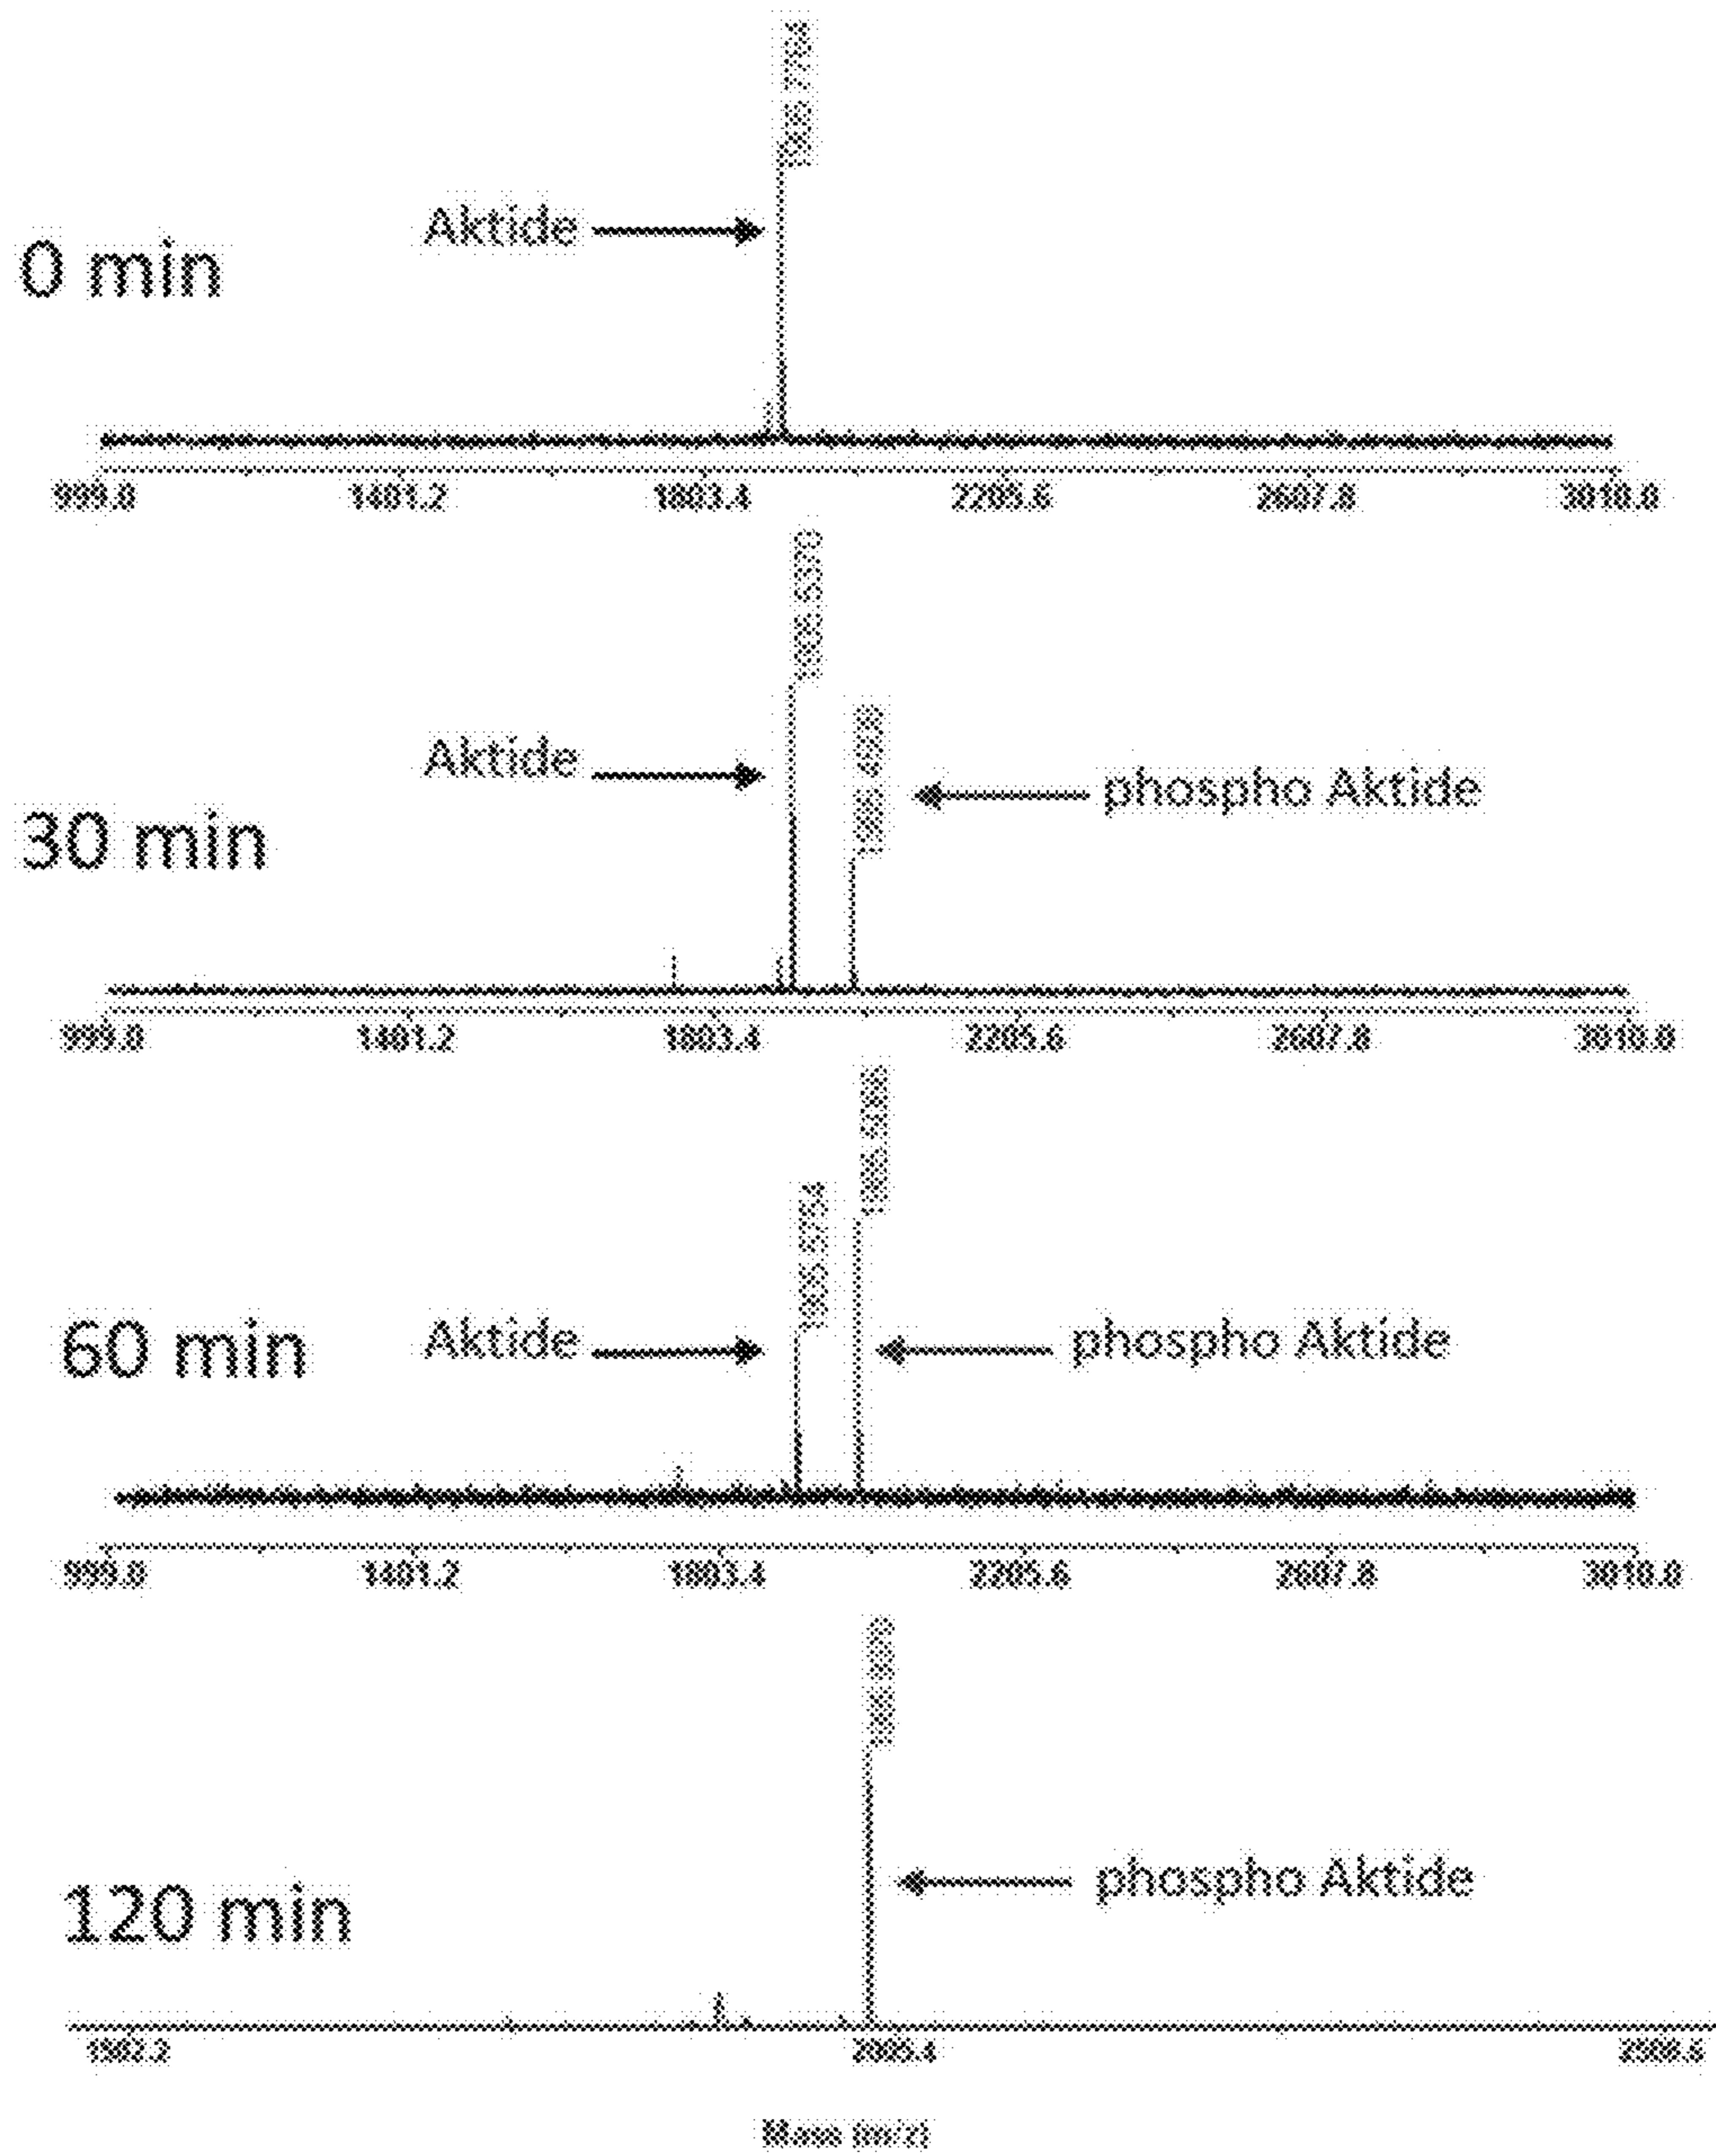 Aktide
0 min
999.0 1401.2 1803.4 2205.6 2607.8 3010.0
Aktide
phospho Aktide
30 min
999.0 1401.2 1803.4 2205.6 2607.8 3010.0
Aktide
phospho Aktide
60 min
999.0 1401.2 1803.4 2205.6 2607.8 3010.0
phospho Aktide
120 min
Mass (m/z)